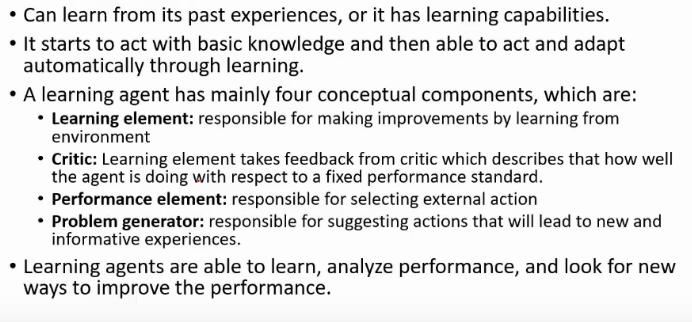 • Can learn from its past experiences, or it has learning capabilities.
• It starts to act with basic knowledge and then able to act and adapt
automatically through learning.
• A learning agent has mainly four conceptual components, which are:
• Learning element: responsible for making improvements by learning from
environment
• Critic: Learning element takes feedback from critic which describes that how well
the agent is doing with respect to a fixed performance standard.
• Performance element: responsible for selecting external action
• Problem generator: responsible for suggesting actions that will lead to new and
informative experiences.
• Learning agents are able to learn, analyze performance, and look for new
ways to improve the performance.